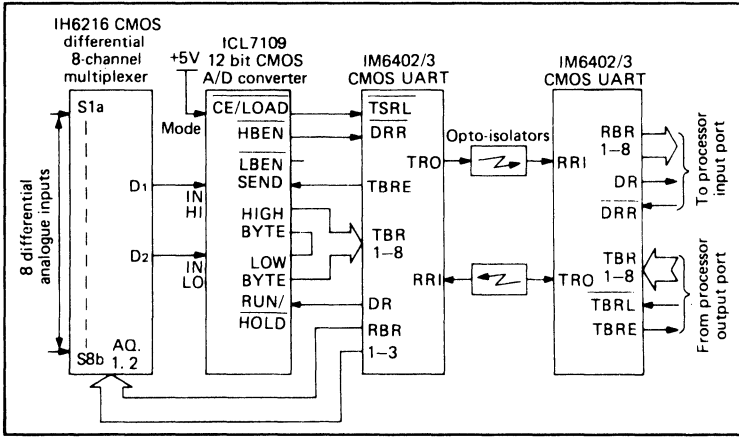 IH6216 CMOS
differential
8-channel
multiplexer
+5V
ICL7109
12 bit CMOS
A/D converter
IM6402/3
CMOS UART
IM6402/3
CMOS UART
8 differential
analogue inputs
S1a
D1
D2
S8b
AQ.
1, 2
Mode
CE/LOAD
HBEN
LBEN
SEND
IN
HI
HIGH
BYTE
IN
LO
LOW
BYTE
RUN/
HOLD
TSRL
DRR
TRO
TBRE
TBR
1–8
RRI
DR
RBR
1–3
Opto-isolators
RRI
RBR
1–8
DR
DRR
TRO
TBR
1–8
TBRL
TBRE
To processor
input port
From processor
output port